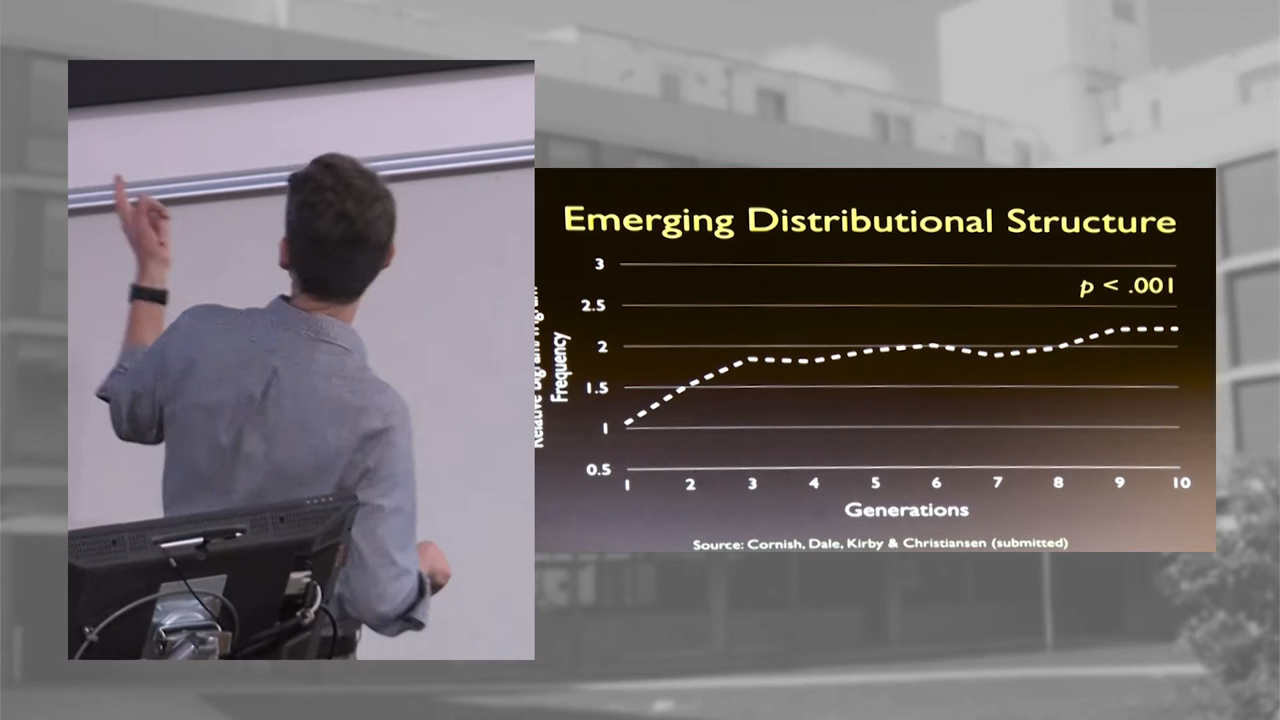 Emerging Distributional Structure
3
p < .001
2.5
2
1.5
1
0.5
Frequency
1 2 3 4 5 6 7 8 9 10
Generations
Source: Cornish, Dale, Kirby & Christiansen (submitted)